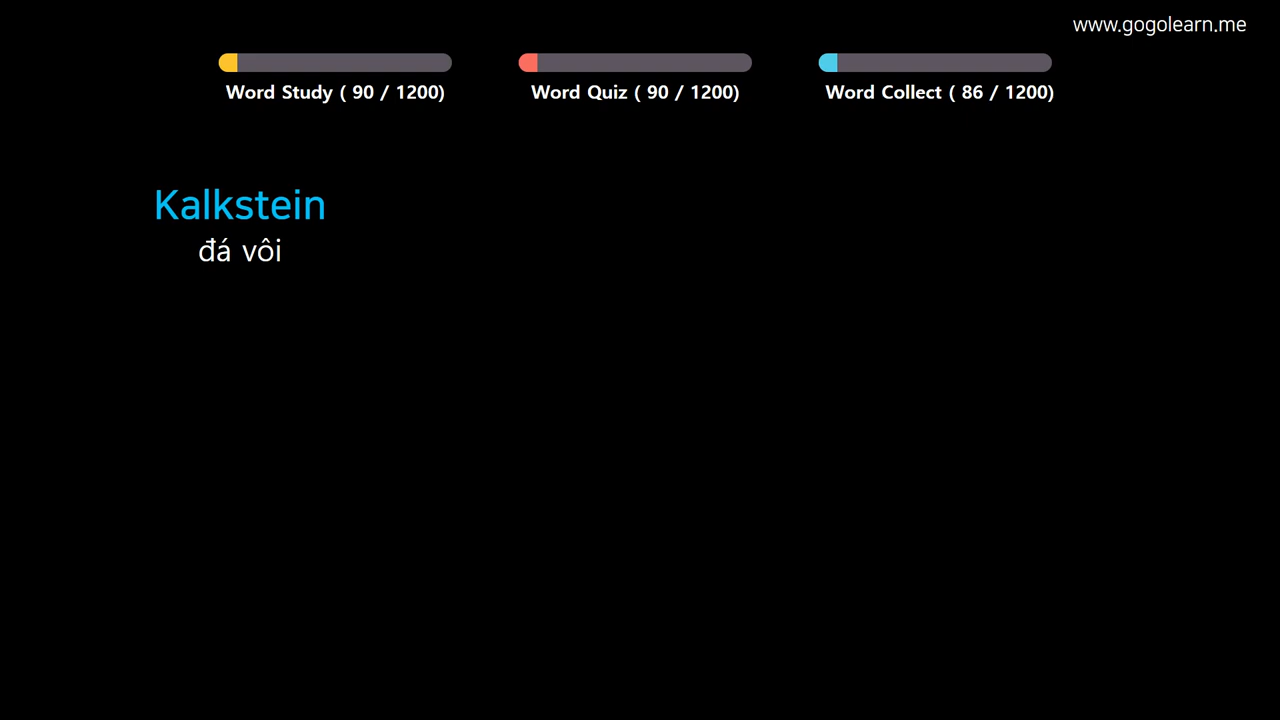 www.gogolearn.me
Word Study ( 90 / 1200)
Word Quiz ( 90 / 1200)
Word Collect ( 86 / 1200)
Kalkstein
đá vôi